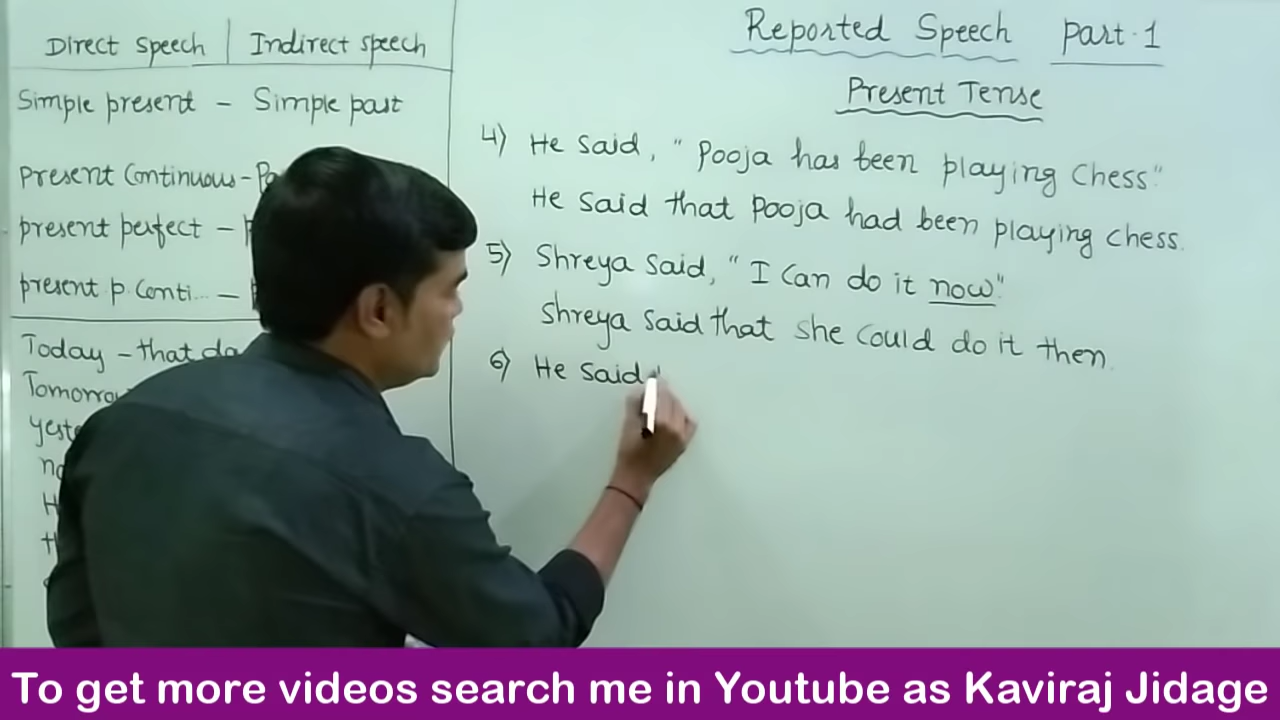 Direct Speech | Indirect speech
Simple present – Simple past
present Continuous –
present perfect –
present p. Conti... –
Today – that
Reported Speech Part · 1
Present Tense
4) He said, "Pooja has been playing chess"
He said that Pooja had been playing chess.
5) Shreya said, "I can do it now"
Shreya said that she could do it then.
6) He said
To get more videos search me in Youtube as Kaviraj Jidage